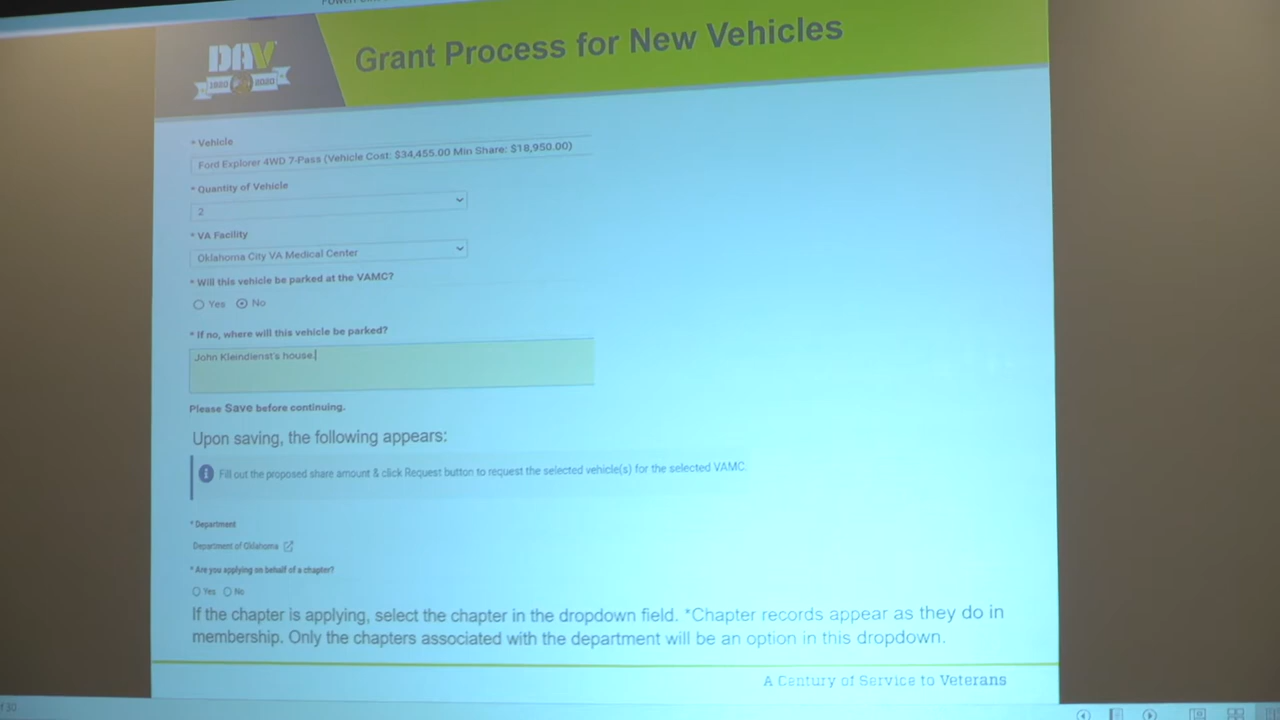 DAV
1920 2020
Grant Process for New Vehicles
* Vehicle
Ford Explorer 4WD 7-Pass (Vehicle Cost: $34,455.00 Min Share: $18,950.00)
* Quantity of Vehicle
2
* VA Facility
Oklahoma City VA Medical Center
* Will this vehicle be parked at the VAMC?
Yes No
* If no, where will this vehicle be parked?
John Kleindienst's house.
Please Save before continuing.
Upon saving, the following appears:
Fill out the proposed share amount & click Request button to request the selected vehicle(s) for the selected VAMC.
* Department
Department of Oklahoma
* Are you applying on behalf of a chapter?
Yes No
If the chapter is applying, select the chapter in the dropdown field. *Chapter records appear as they do in
membership. Only the chapters associated with the department will be an option in this dropdown.
A Century of Service to Veterans
of 30